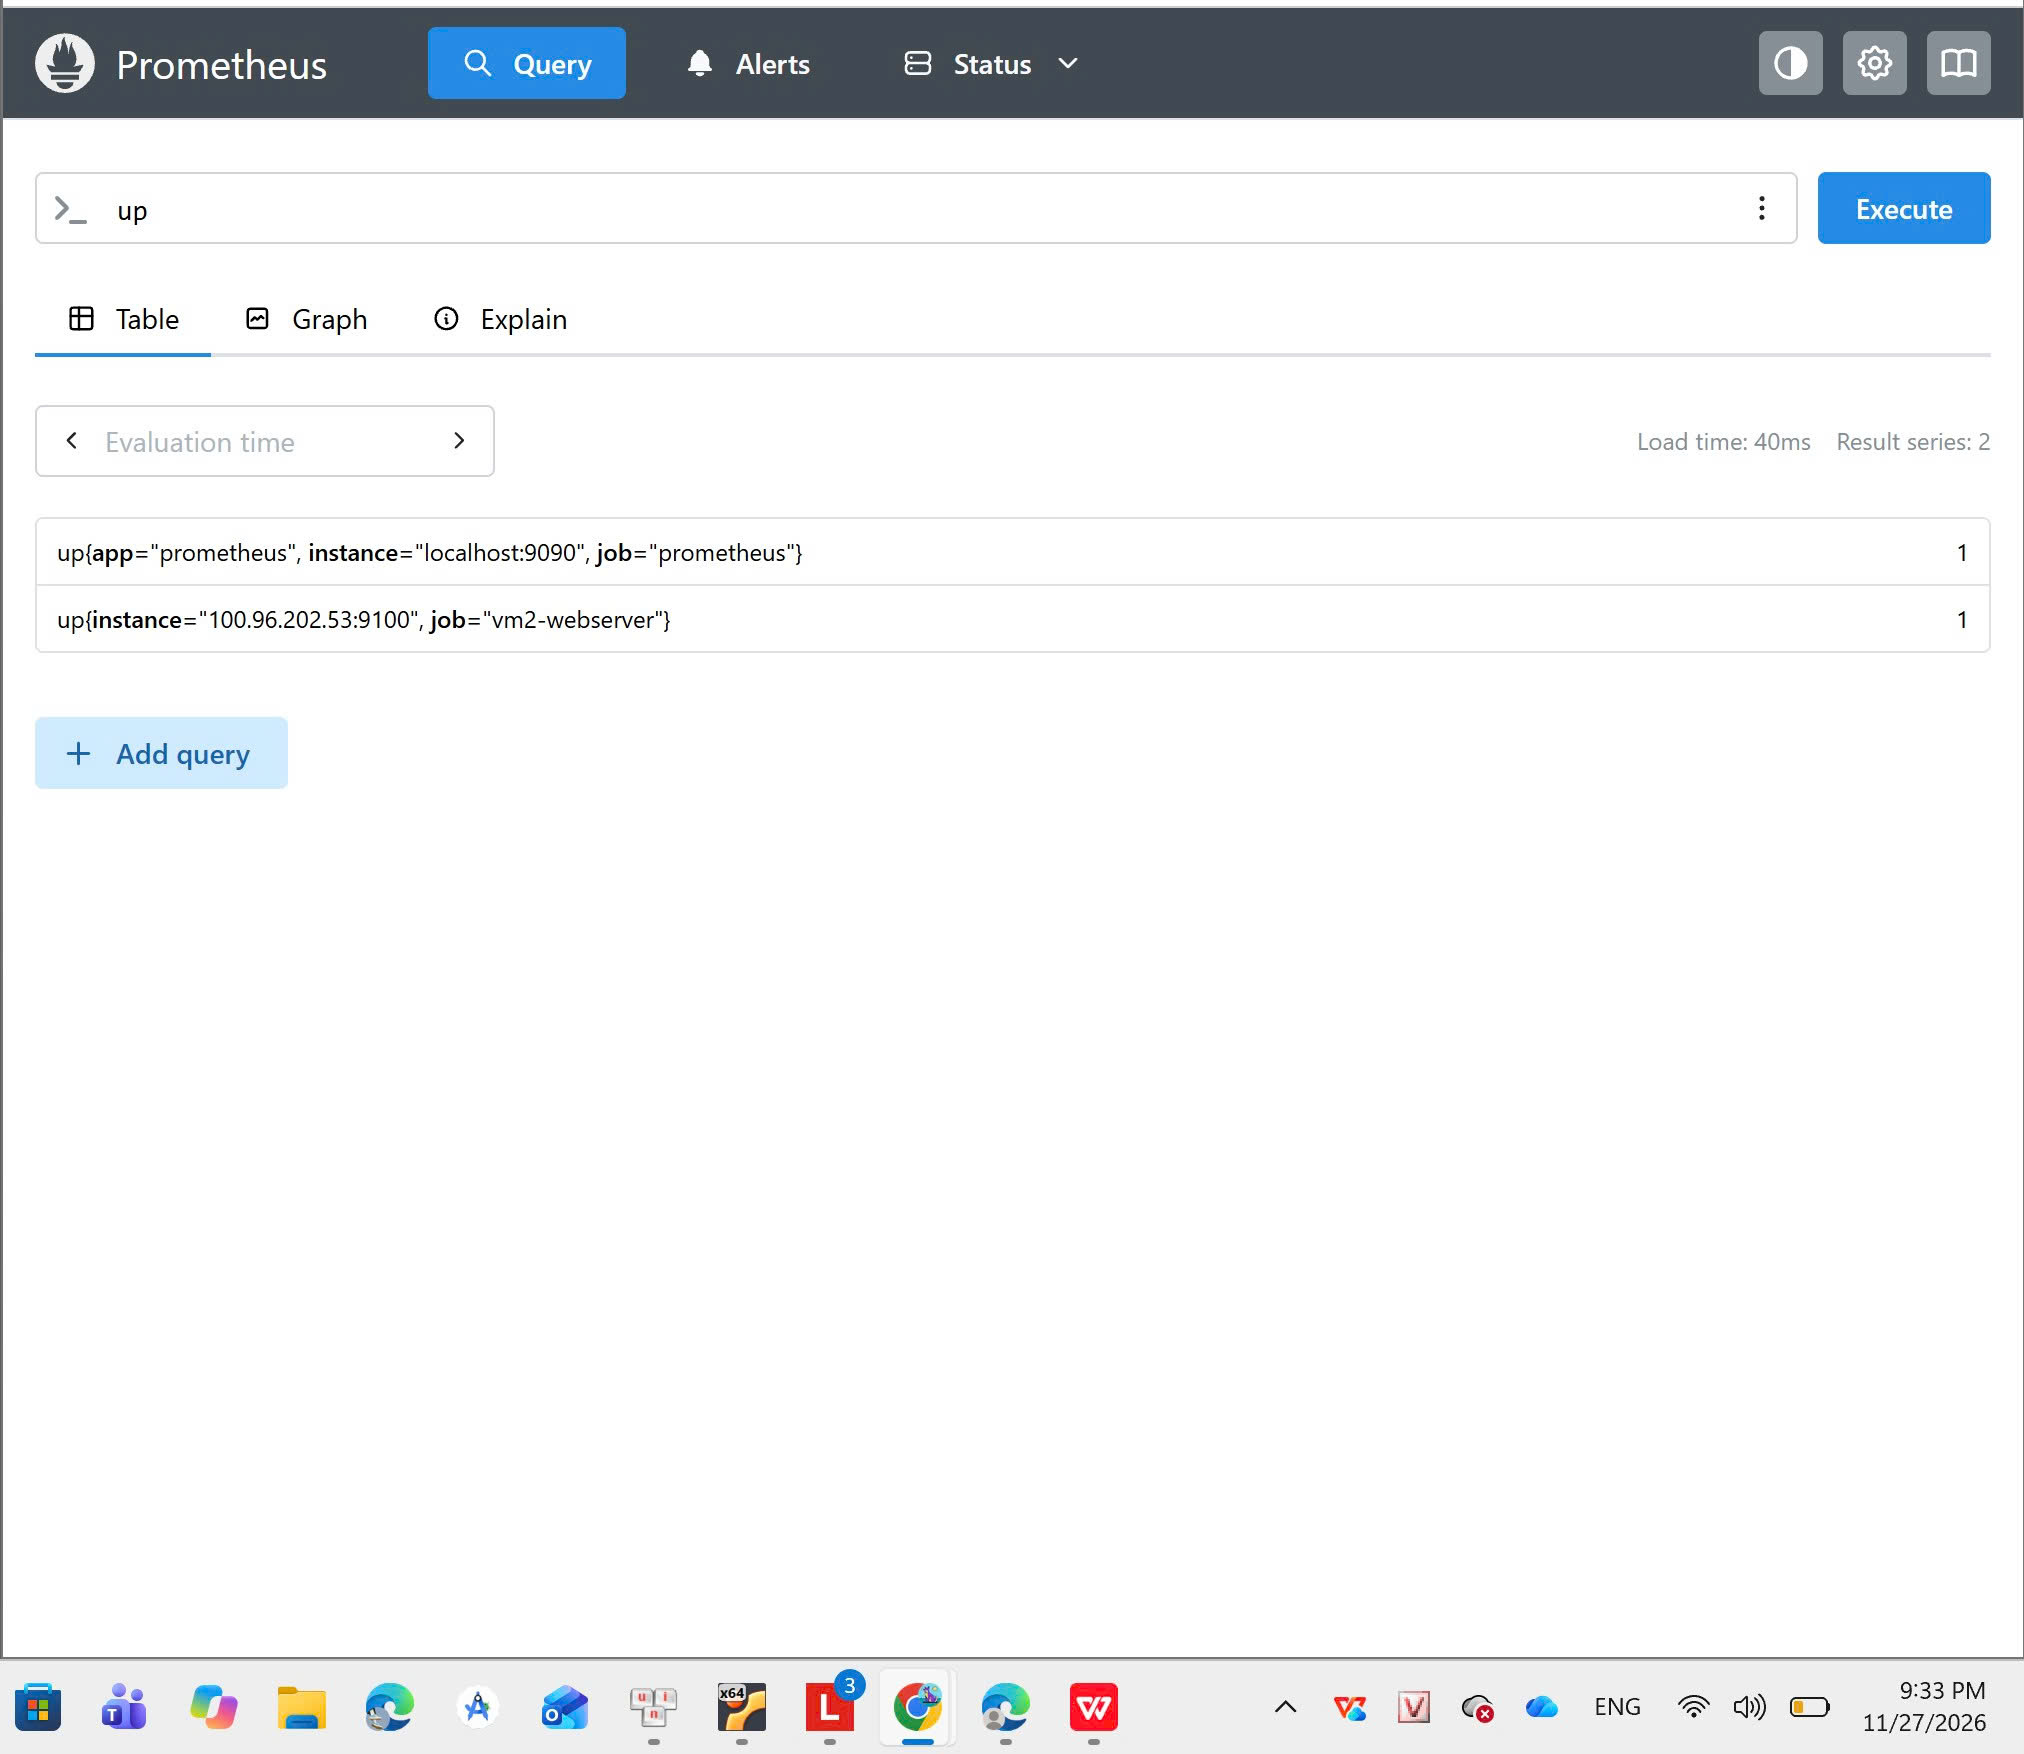 Prometheus
Query
Alerts
Status
up
Execute
Table
Graph
Explain
Evaluation time
Load time: 40ms
Result series: 2
up{app="prometheus", instance="localhost:9090", job="prometheus"} 1
up{instance="100.96.202.53:9100", job="vm2-webserver"} 1
+ Add query
T
O
u i
n
x64
L
3
W
V
ENG
9:33 PM
11/27/2026